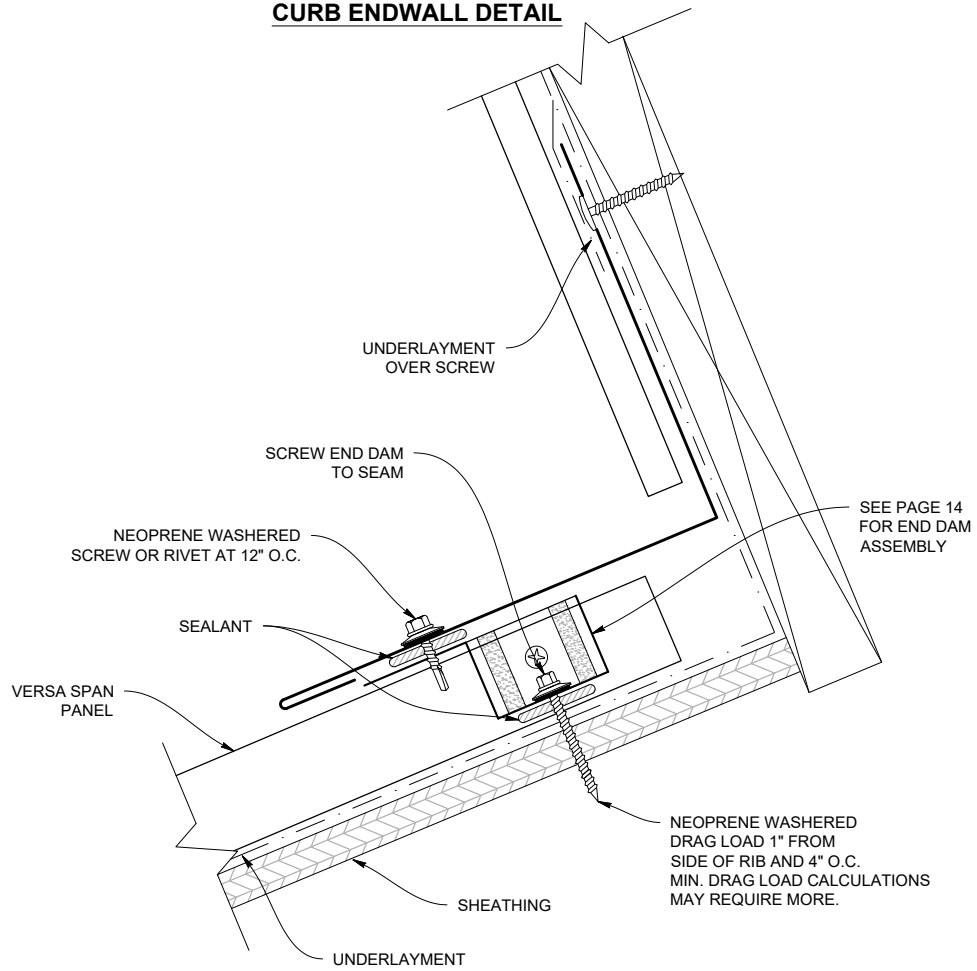 CURB ENDWALL DETAIL
UNDERLAYMENT
OVER SCREW
SCREW END DAM
TO SEAM
SEE PAGE 14
FOR END DAM
ASSEMBLY
NEOPRENE WASHERED
SCREW OR RIVET AT 12" O.C.
SEALANT
VERSA SPAN
PANEL
NEOPRENE WASHERED
DRAG LOAD 1" FROM
SIDE OF RIB AND 4" O.C.
MIN. DRAG LOAD CALCULATIONS
MAY REQUIRE MORE.
SHEATHING
UNDERLAYMENT